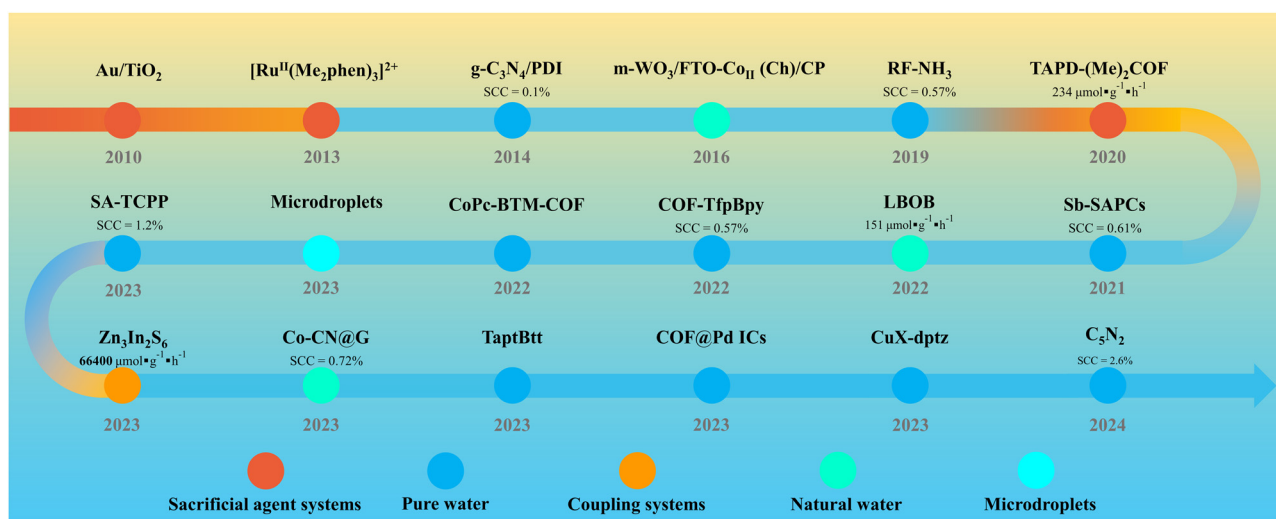 Au/TiO₂
[Ruᴵᴵ(Me₂phen)₃]²⁺
g-C₃N₄/PDI
m-WO₃/FTO-Co_II (Ch)/CP
RF-NH₃
TAPD-(Me)₂COF
SCC = 0.1%
SCC = 0.57%
234 μmol▪g⁻¹▪h⁻¹
2010
2013
2014
2016
2019
2020
SA-TCPP
Microdroplets
CoPc-BTM-COF
COF-TfpBpy
LBOB
Sb-SAPCs
SCC = 1.2%
SCC = 0.57%
151 μmol▪g⁻¹▪h⁻¹
SCC = 0.61%
2023
2023
2022
2022
2022
2021
Zn₃In₂S₆
Co-CN@G
TaptBtt
COF@Pd ICs
CuX-dptz
C₅N₂
66400 μmol▪g⁻¹▪h⁻¹
SCC = 0.72%
SCC = 2.6%
2023
2023
2023
2023
2023
2024
Sacrificial agent systems
Pure water
Coupling systems
Natural water
Microdroplets